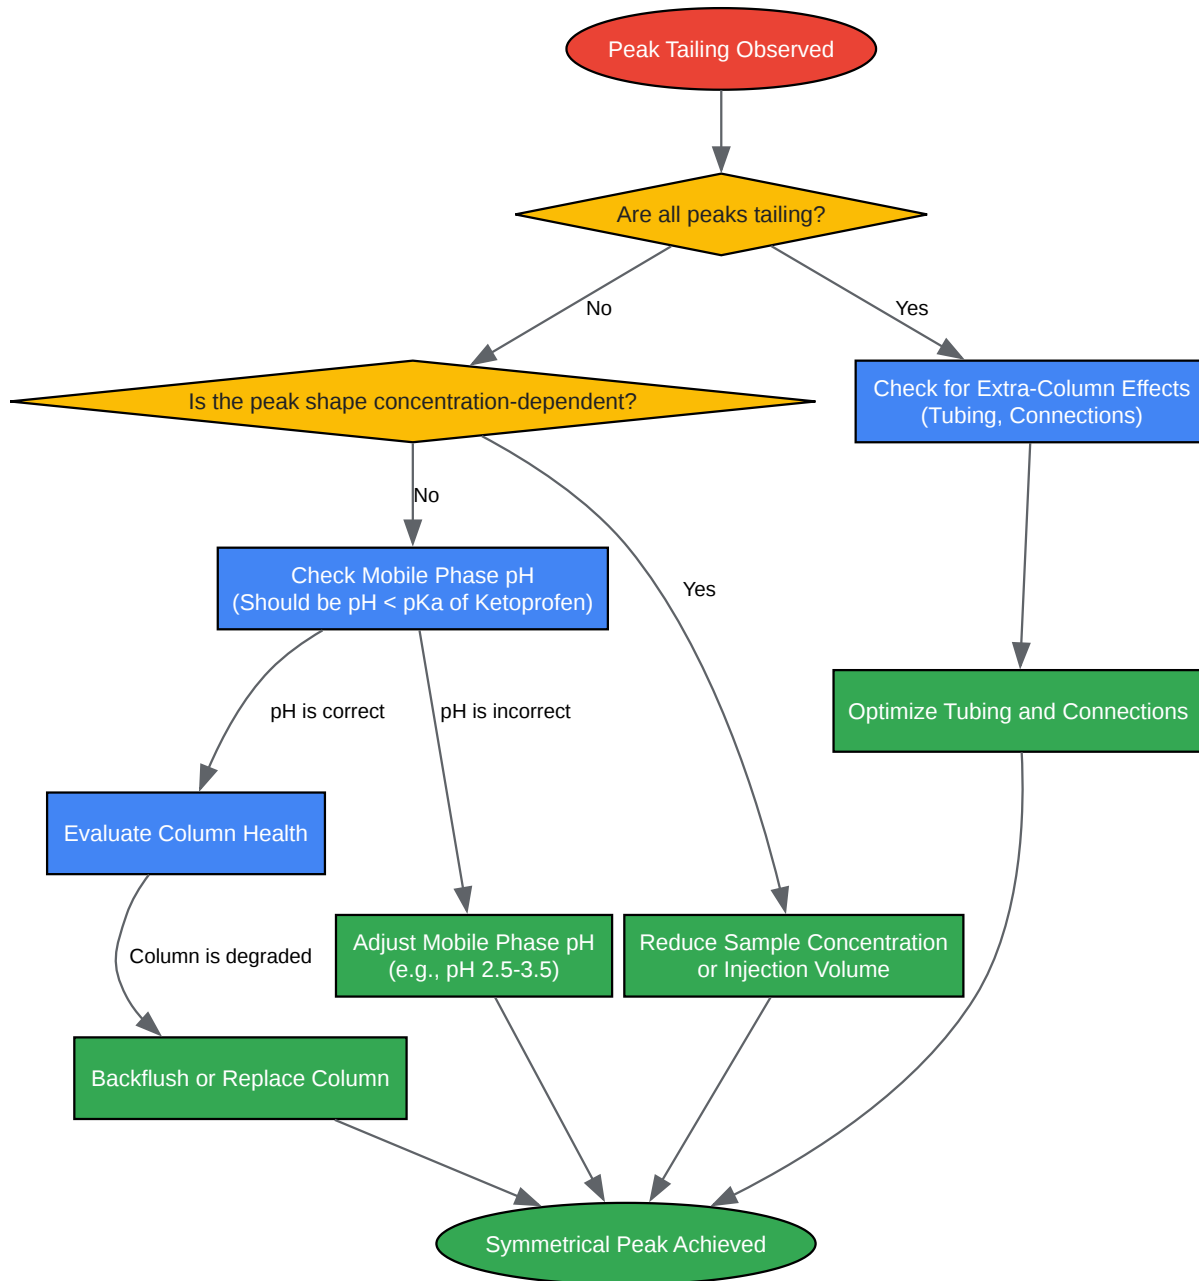 Peak Tailing Observed
Are all peaks tailing?
No
Yes
Is the peak shape concentration-dependent?
Check for Extra-Column Effects
(Tubing, Connections)
No
Check Mobile Phase pH
(Should be pH < pKa of Ketoprofen)
Yes
pH is correct
pH is incorrect
Optimize Tubing and Connections
Evaluate Column Health
Column is degraded
Adjust Mobile Phase pH
(e.g., pH 2.5-3.5)
Reduce Sample Concentration
or Injection Volume
Backflush or Replace Column
Symmetrical Peak Achieved